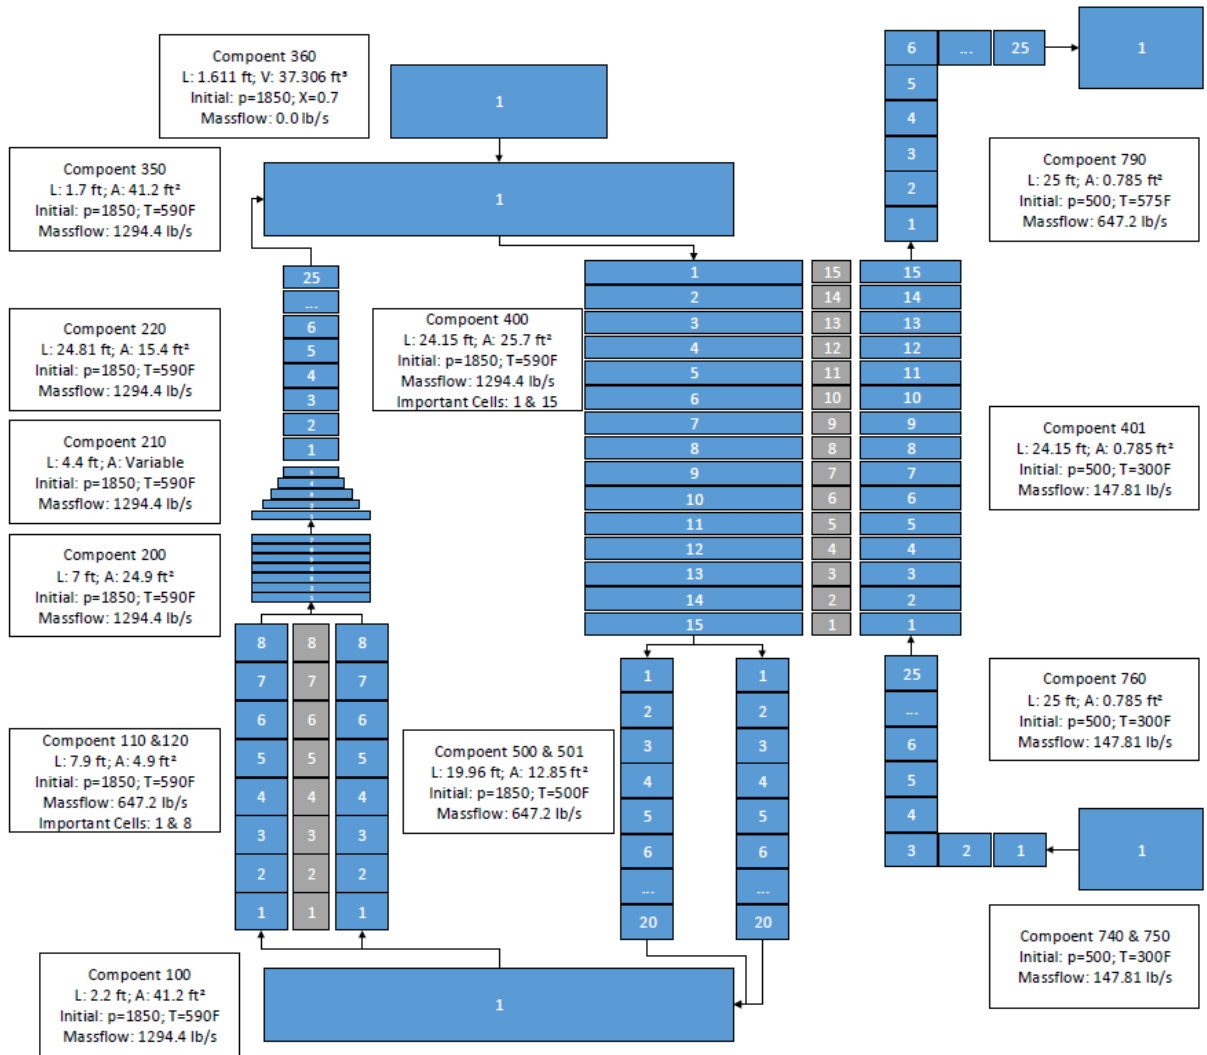 Compoent 360
L: 1.611 ft; V: 37.306 ft³
Initial: p=1850; X=0.7
Massflow: 0.0 lb/s
1
Compoent 350
L: 1.7 ft; A: 41.2 ft²
Initial: p=1850; T=590F
Massflow: 1294.4 lb/s
1
25
...
6
5
4
3
2
1
Compoent 220
L: 24.81 ft; A: 15.4 ft²
Initial: p=1850; T=590F
Massflow: 1294.4 lb/s
Compoent 210
L: 4.4 ft; A: Variable
Initial: p=1850; T=590F
Massflow: 1294.4 lb/s
Compoent 200
L: 7 ft; A: 24.9 ft²
Initial: p=1850; T=590F
Massflow: 1294.4 lb/s
8 8 8
7 7 7
6 6 6
5 5 5
4 4 4
3 3 3
2 2 2
1 1 1
Component 110 &120
L: 7.9 ft; A: 4.9 ft²
Initial: p=1850; T=590F
Massflow: 647.2 lb/s
Important Cells: 1 & 8
Compoent 100
L: 2.2 ft; A: 41.2 ft²
Initial: p=1850; T=590F
Massflow: 1294.4 lb/s
1
Compoent 400
L: 24.15 ft; A: 25.7 ft²
Initial: p=1850; T=590F
Massflow: 1294.4 lb/s
Important Cells: 1 & 15
1 15 15
2 14 14
3 13 13
4 12 12
5 11 11
6 10 10
7 9 9
8 8 8
9 7 7
10 6 6
11 5 5
12 4 4
13 3 3
14 2 2
15 1 1
Compoent 500 & 501
L: 19.96 ft; A: 12.85 ft²
Initial: p=1850; T=500F
Massflow: 647.2 lb/s
1 1
2 2
3 3
4 4
5 5
6 6
... ...
20 20
6 ... 25
1
5
4
3
2
1
Compoent 790
L: 25 ft; A: 0.785 ft²
Initial: p=500; T=575F
Massflow: 647.2 lb/s
Compoent 401
L: 24.15 ft; A: 0.785 ft²
Initial: p=500; T=300F
Massflow: 147.81 lb/s
25
...
6
5
4
3 2 1
1
Compoent 760
L: 25 ft; A: 0.785 ft²
Initial: p=500; T=300F
Massflow: 147.81 lb/s
Compoent 740 & 750
Initial: p=500; T=300F
Massflow: 147.81 lb/s